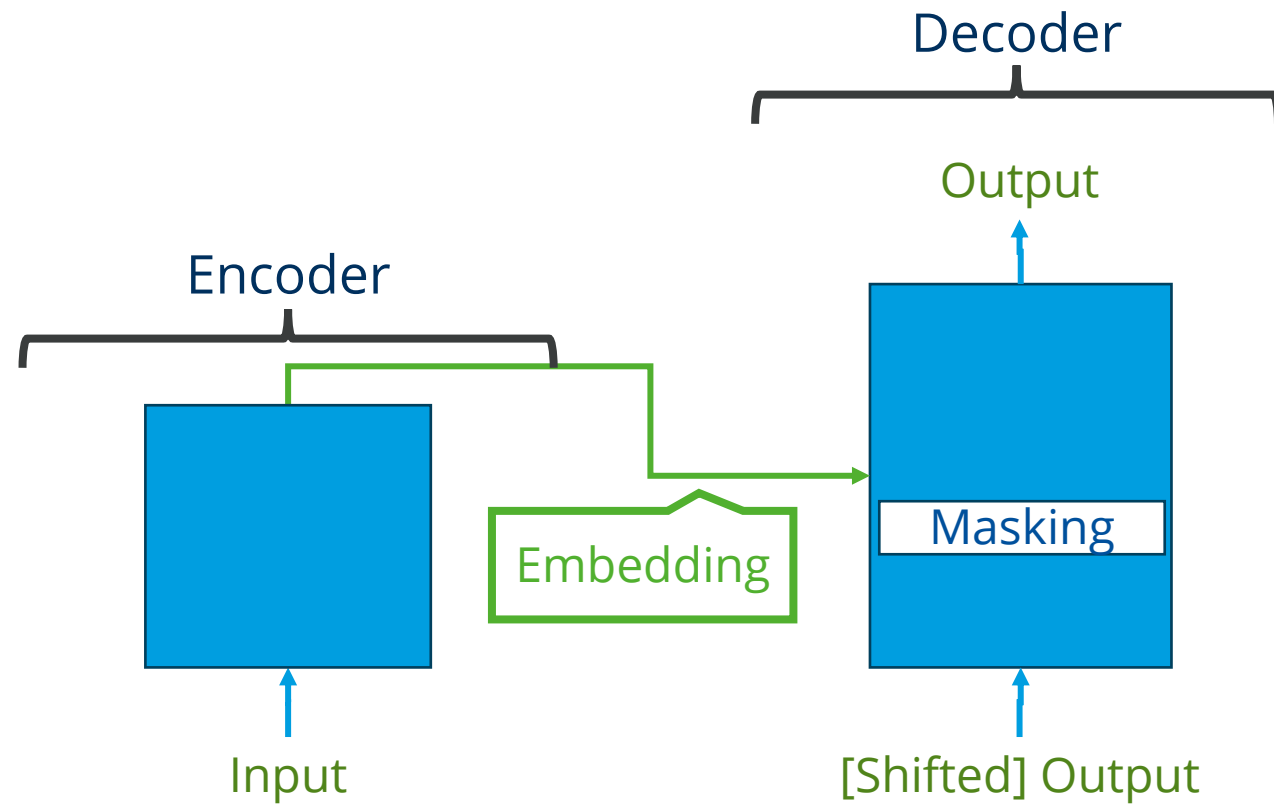 Decoder
Output
Encoder
Masking
Embedding
Input
[Shifted] Output